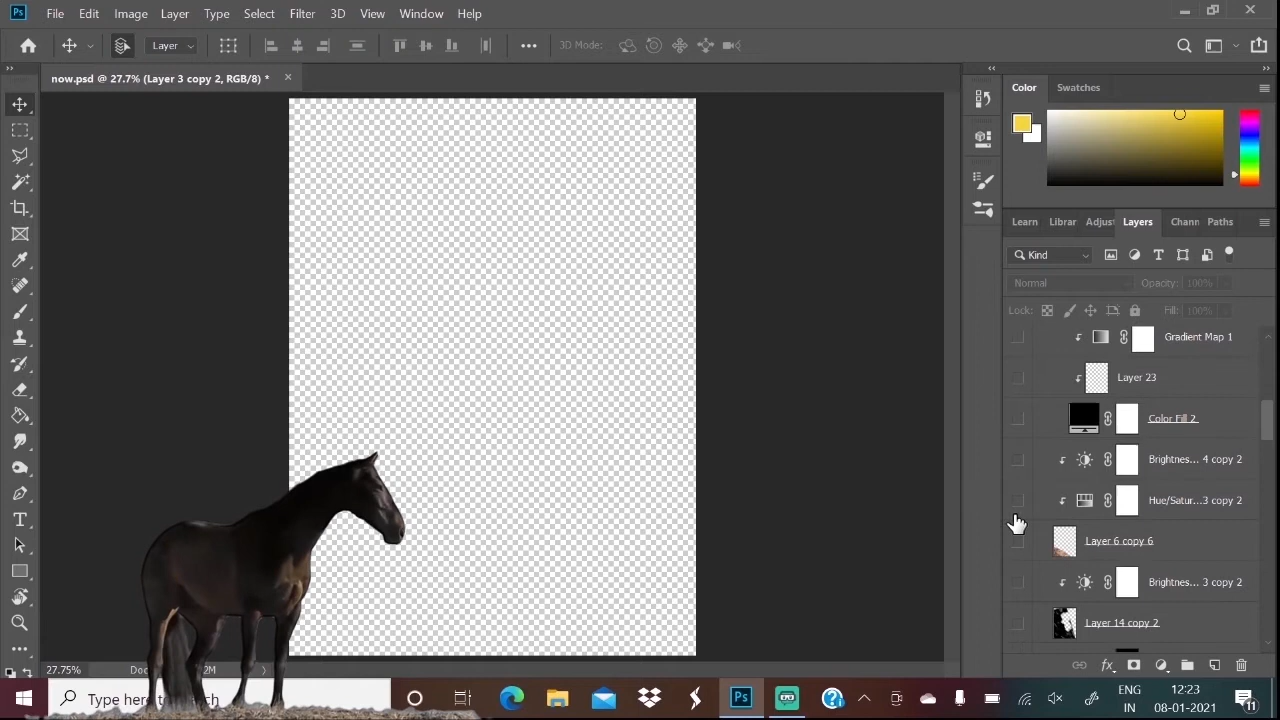 Ps File Edit Image Layer Type Select Filter 3D View Window Help
Layer 3D Mode:
now.psd @ 27.7% (Layer 3 copy 2, RGB/8) *
Color Swatches
Learn Librar Adjust Layers Chann Paths
Kind
Normal Opacity: 100%
Lock: Fill: 100%
Gradient Map 1
Layer 23
Color Fill 2
Brightnes... 4 copy 2
Hue/Satur...3 copy 2
Layer 6 copy 6
Brightnes... 3 copy 2
Layer 14 copy 2
27.75% Doc 2M
Type here to search Ps ENG 12:23
IN 08-01-2021 11